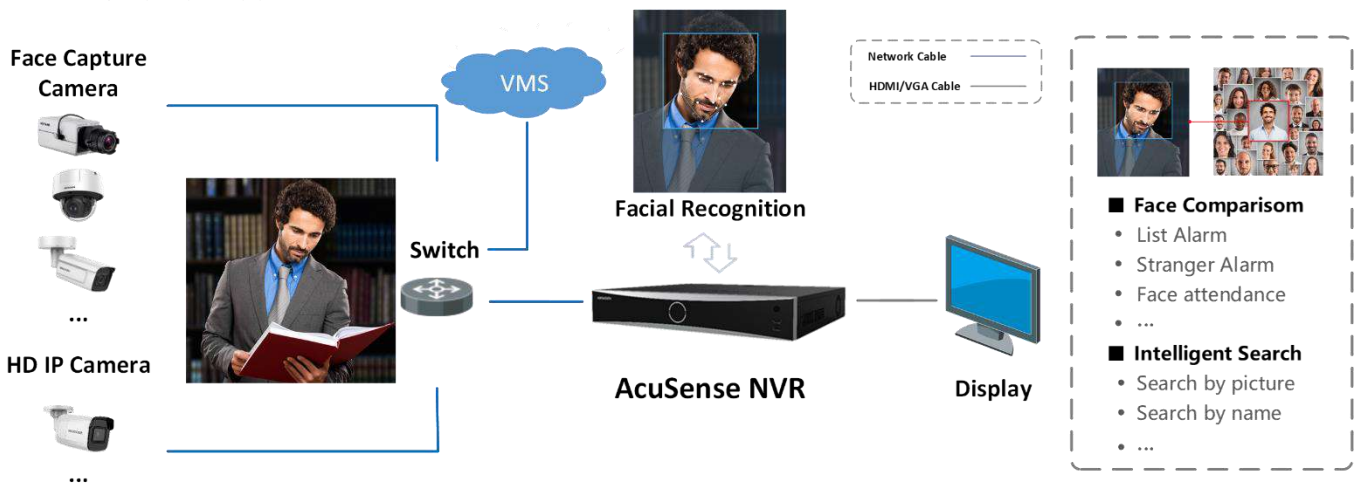 Face Capture
Camera
...
HD IP Camera
...
Switch
VMS
Facial Recognition
AcuSense NVR
Display
Network Cable
HDMI/VGA Cable
■ Face Comparisom
• List Alarm
• Stranger Alarm
• Face attendance
• ...
■ Intelligent Search
• Search by picture
• Search by name
• ...